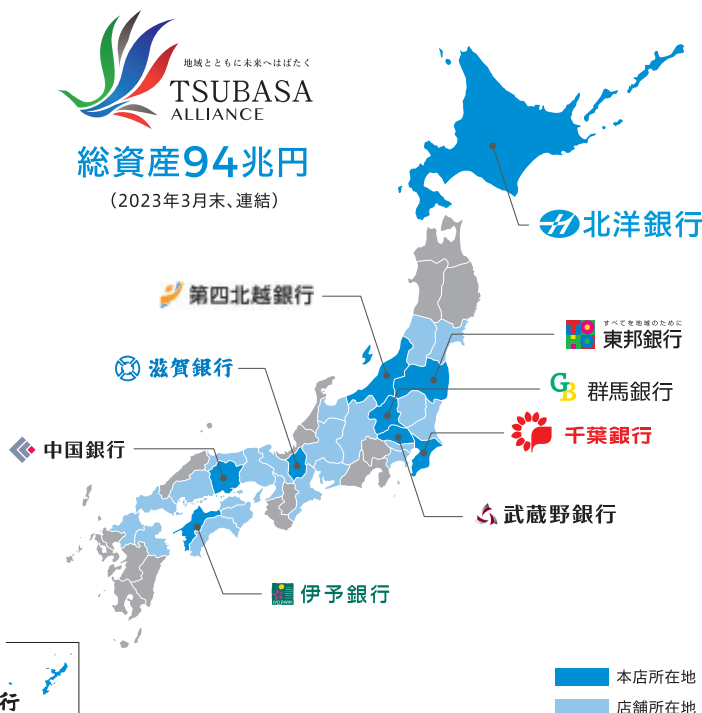 地域とともに未来へはばたく
TSUBASA
ALLIANCE
総資産94兆円
(2023年3月末、連結)
北洋銀行
第四北越銀行
すべてを地域のために
東邦銀行
滋賀銀行
群馬銀行
千葉銀行
中国銀行
武蔵野銀行
伊予銀行
行
本店所在地
店舗所在地